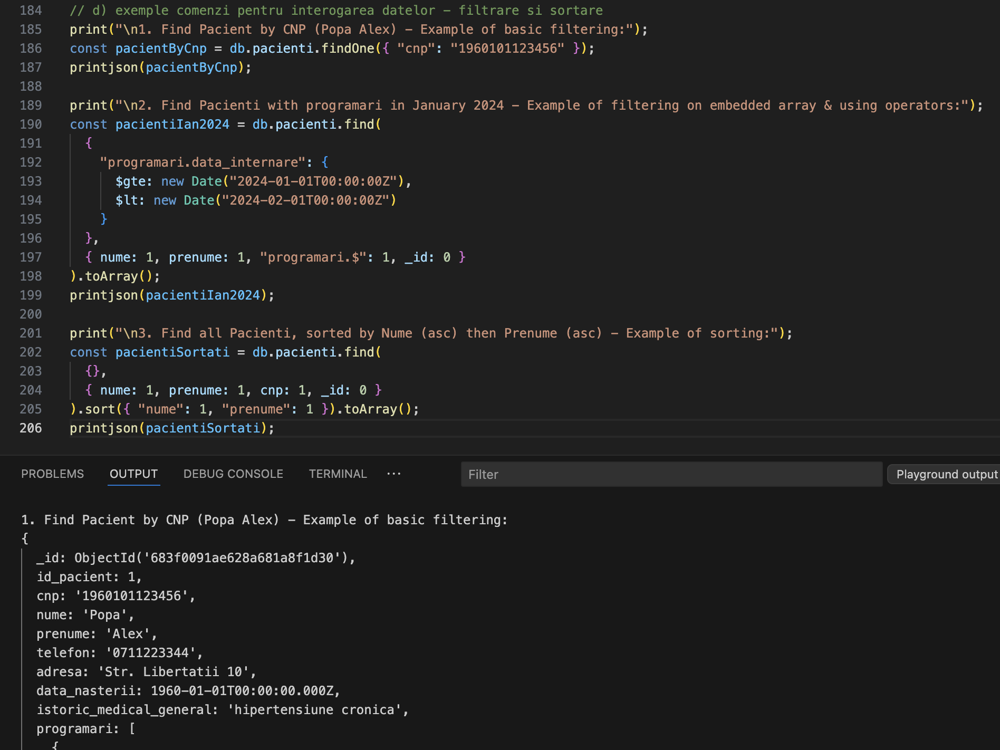 184 // d) exemple comenzi pentru interogarea datelor – filtrare si sortare
185 print("\n1. Find Pacient by CNP (Popa Alex) – Example of basic filtering:");
186 const pacientByCnp = db.pacienti.findOne({ "cnp": "1960101123456" });
187 printjson(pacientByCnp);
188
189 print("\n2. Find Pacienti with programari in January 2024 – Example of filtering on embedded array & using operators:");
190 const pacientiIan2024 = db.pacienti.find(
191   {
192     "programari.data_internare": {
193       $gte: new Date("2024-01-01T00:00:00Z"),
194       $lt: new Date("2024-02-01T00:00:00Z")
195     }
196   },
197   { nume: 1, prenume: 1, "programari.$": 1, _id: 0 }
198 ).toArray();
199 printjson(pacientiIan2024);
200
201 print("\n3. Find all Pacienti, sorted by Nume (asc) then Prenume (asc) – Example of sorting:");
202 const pacientiSortati = db.pacienti.find(
203   {},
204   { nume: 1, prenume: 1, cnp: 1, _id: 0 }
205 ).sort({ "nume": 1, "prenume": 1 }).toArray();
206 printjson(pacientiSortati);
PROBLEMS OUTPUT DEBUG CONSOLE TERMINAL ··· Filter Playground output
1. Find Pacient by CNP (Popa Alex) – Example of basic filtering:
{
  _id: ObjectId('683f0091ae628a681a8f1d30'),
  id_pacient: 1,
  cnp: '1960101123456',
  nume: 'Popa',
  prenume: 'Alex',
  telefon: '0711223344',
  adresa: 'Str. Libertatii 10',
  data_nasterii: 1960-01-01T00:00:00.000Z,
  istoric_medical_general: 'hipertensiune cronica',
  programari: [
    {